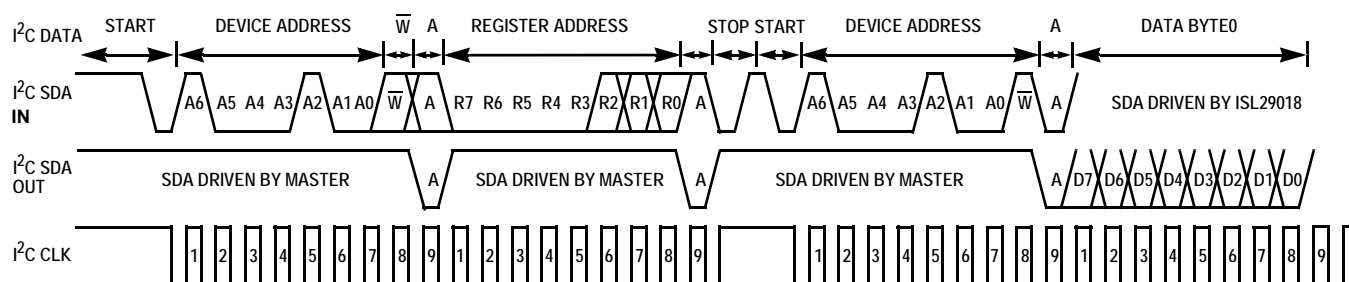 I²C DATA START DEVICE ADDRESS W̅ A REGISTER ADDRESS A STOP START DEVICE ADDRESS A DATA BYTE0
I²C SDA IN A6 A5 A4 A3 A2 A1 A0 W̅ A R7 R6 R5 R4 R3 R2 R1 R0 A A6 A5 A4 A3 A2 A1 A0 W̅ A SDA DRIVEN BY ISL29018
I²C SDA OUT SDA DRIVEN BY MASTER A SDA DRIVEN BY MASTER A SDA DRIVEN BY MASTER A D7 D6 D5 D4 D3 D2 D1 D0
I²C CLK 1 2 3 4 5 6 7 8 9 1 2 3 4 5 6 7 8 9 1 2 3 4 5 6 7 8 9 1 2 3 4 5 6 7 8 9